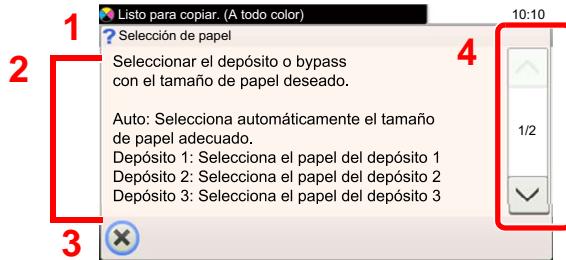 Listo para copiar. (A todo color)
10:10
1
Selección de papel
4
2
Seleccionar el depósito o bypass
con el tamaño de papel deseado.
Auto: Selecciona automáticamente el tamaño
de papel adecuado.
1/2
Depósito 1: Selecciona el papel del depósito 1
Depósito 2: Selecciona el papel del depósito 2
Depósito 3: Selecciona el papel del depósito 3
3